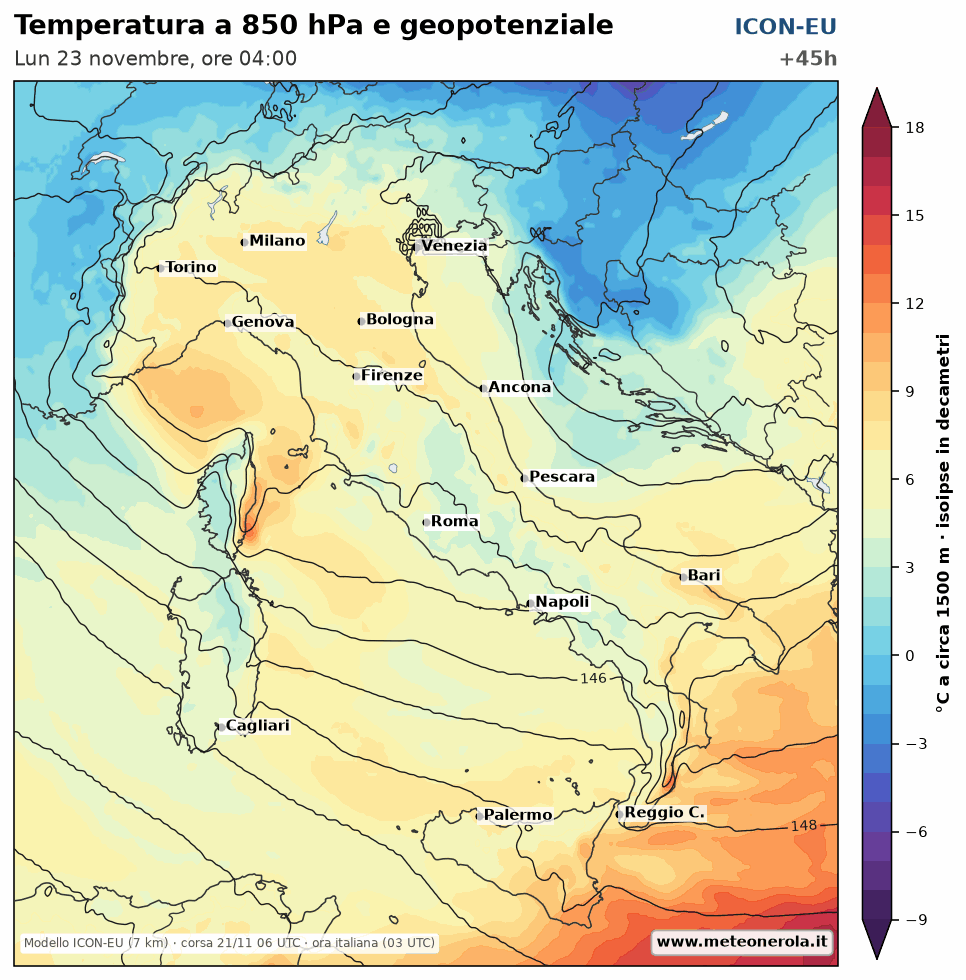 Temperatura a 850 hPa e geopotenziale
ICON-EU
Lun 23 novembre, ore 04:00
+45h
Milano
Venezia
Torino
Genova
Bologna
Firenze
Ancona
Pescara
Roma
Bari
Napoli
146
Cagliari
Palermo
Reggio C.
148
18
15
12
9
6
3
0
−3
−6
−9
°C a circa 1500 m · isoipse in decametri
Modello ICON-EU (7 km) · corsa 21/11 06 UTC · ora italiana (03 UTC)
www.meteonerola.it